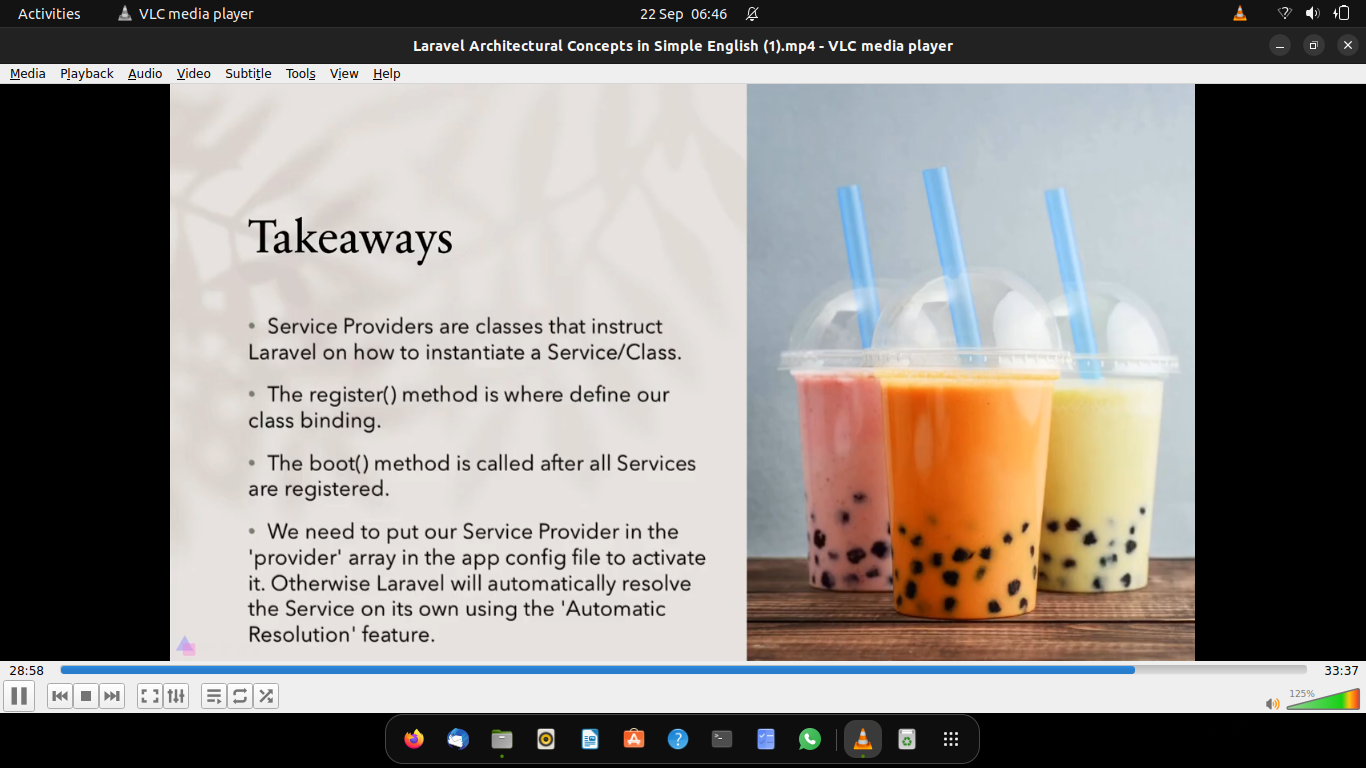 Activities VLC media player 22 Sep 06:46
Laravel Architectural Concepts in Simple English (1).mp4 - VLC media player
Media Playback Audio Video Subtitle Tools View Help
Takeaways
• Service Providers are classes that instruct
Laravel on how to instantiate a Service/Class.
• The register() method is where define our
class binding.
• The boot() method is called after all Services
are registered.
• We need to put our Service Provider in the
'provider' array in the app config file to activate
it. Otherwise Laravel will automatically resolve
the Service on its own using the 'Automatic
Resolution' feature.
28:58 33:37
125%